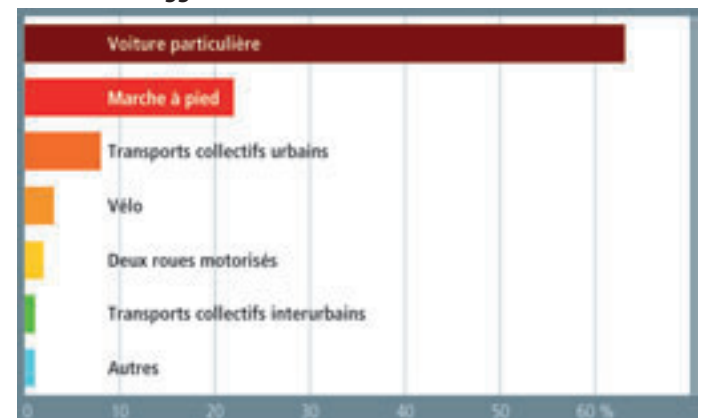 Voiture particulière
Marche à pied
Transports collectifs urbains
Vélo
Deux roues motorisés
Transports collectifs interurbains
Autres
0 10 20 30 40 50 60 %